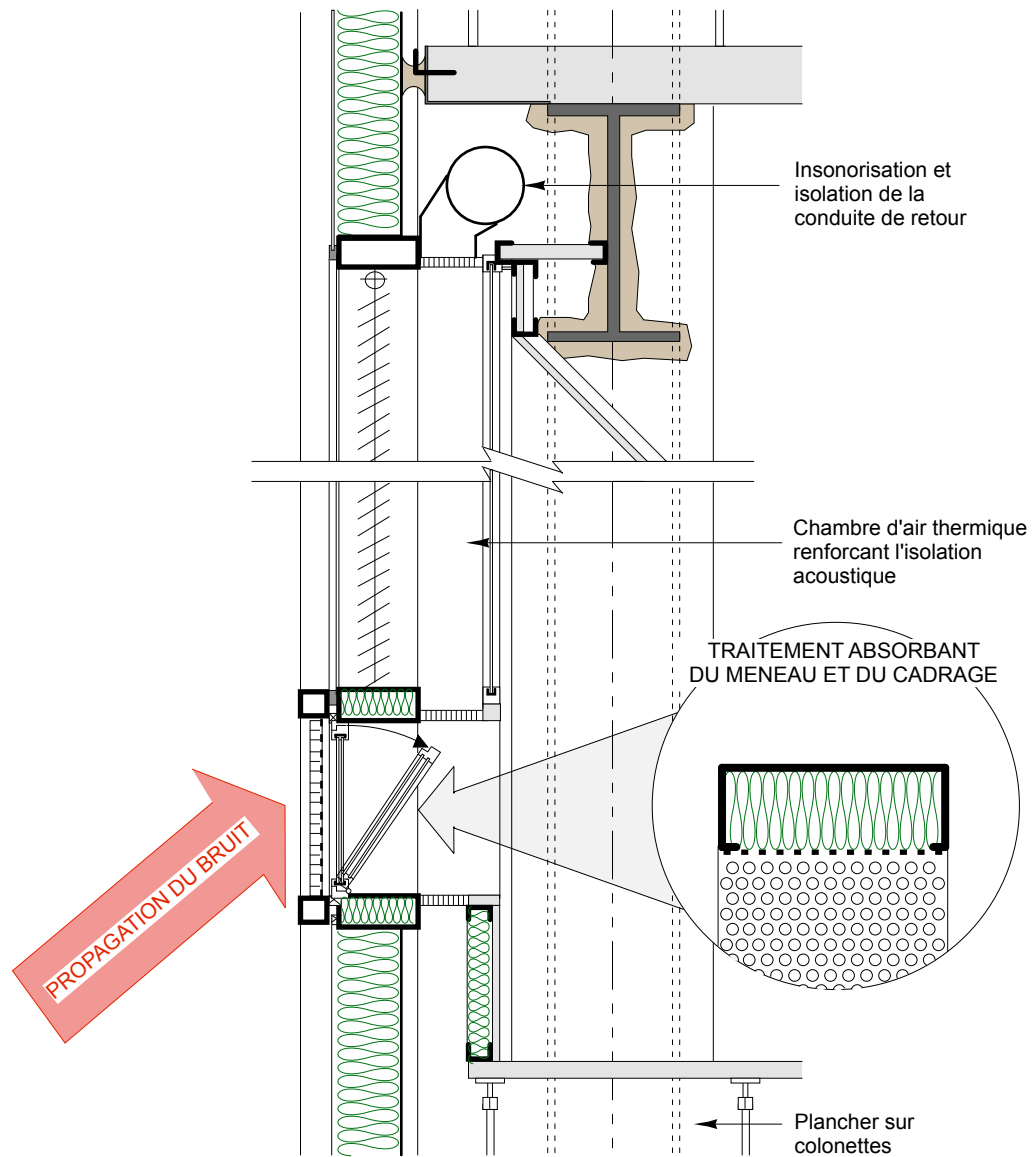 Insonorisation et
isolation de la
conduite de retour
Chambre d'air thermique
renforçant l'isolation
acoustique
TRAITEMENT ABSORBANT
DU MENEAU ET DU CADRAGE
PROPAGATION DU BRUIT
Plancher sur
colonettes